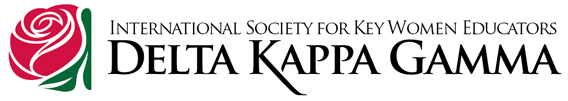 International Society for Key Women Educators
Delta Kappa Gamma